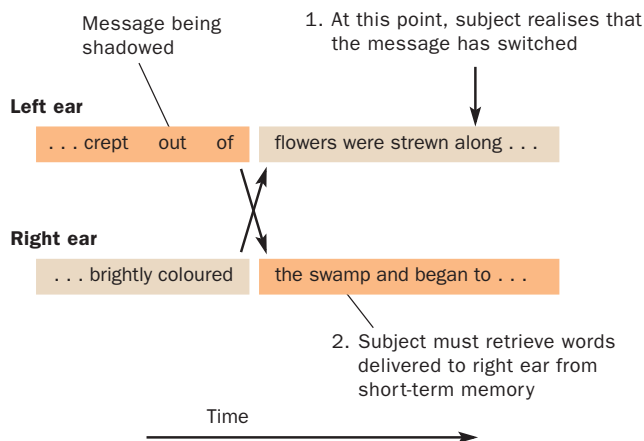 Message being
shadowed
1. At this point, subject realises that
the message has switched
Left ear
. . . crept out of
flowers were strewn along . . .
Right ear
. . . brightly coloured
the swamp and began to . . .
2. Subject must retrieve words
delivered to right ear from
short-term memory
Time